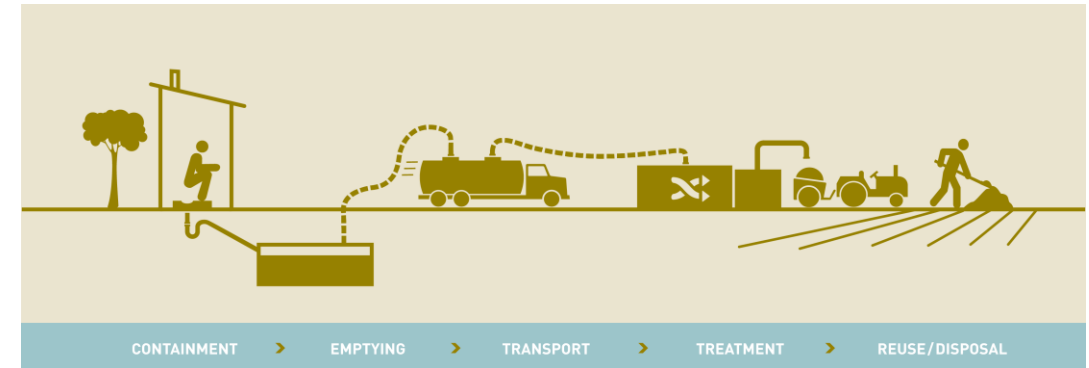 CONTAINMENT > EMPTYING > TRANSPORT > TREATMENT > REUSE/DISPOSAL